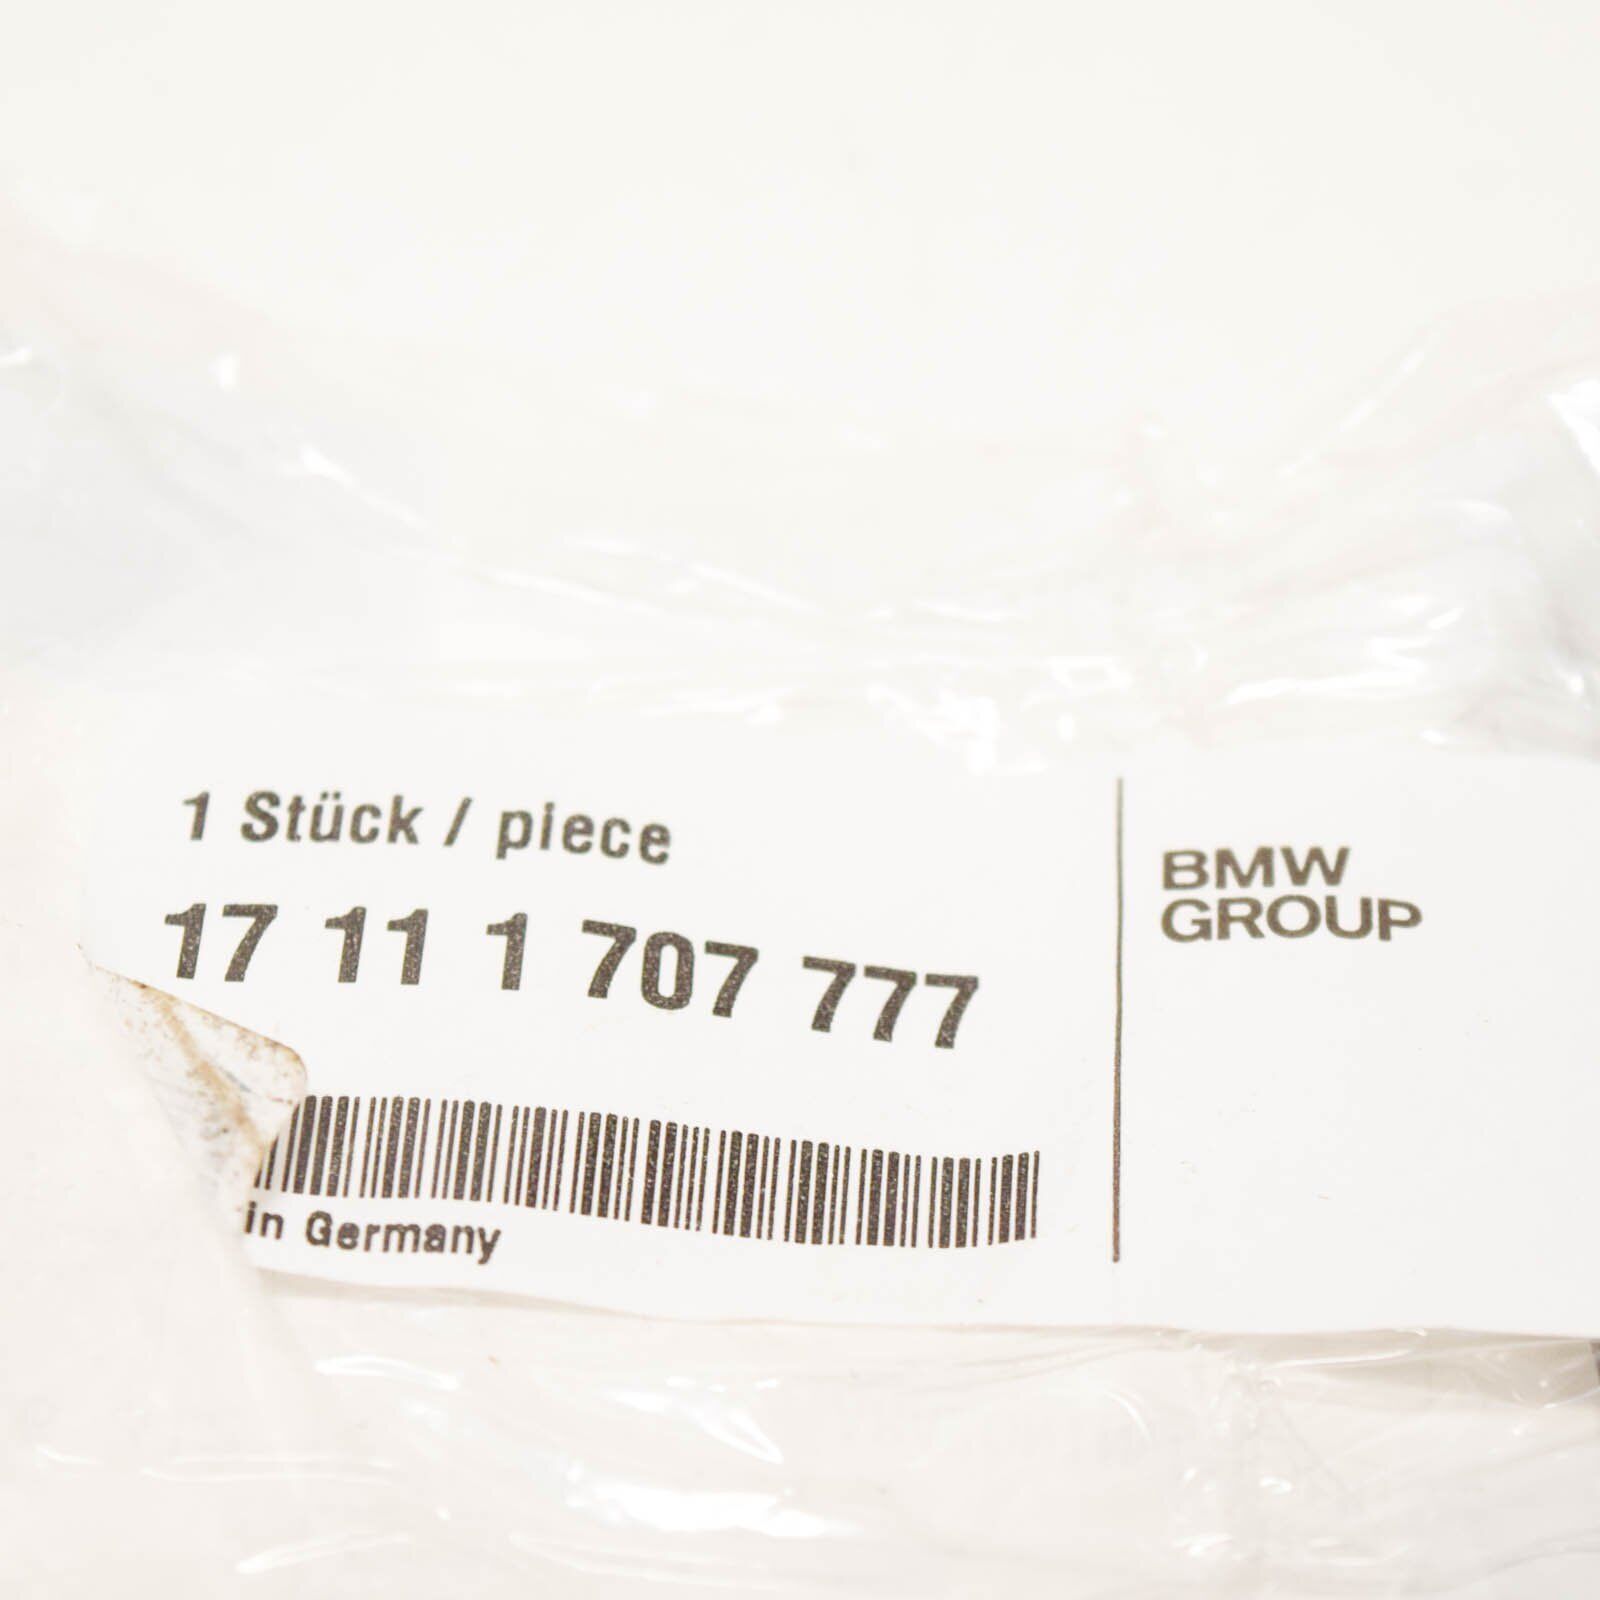 1 Stück / piece
17 11 1 707 777
in Germany
BMW
GROUP